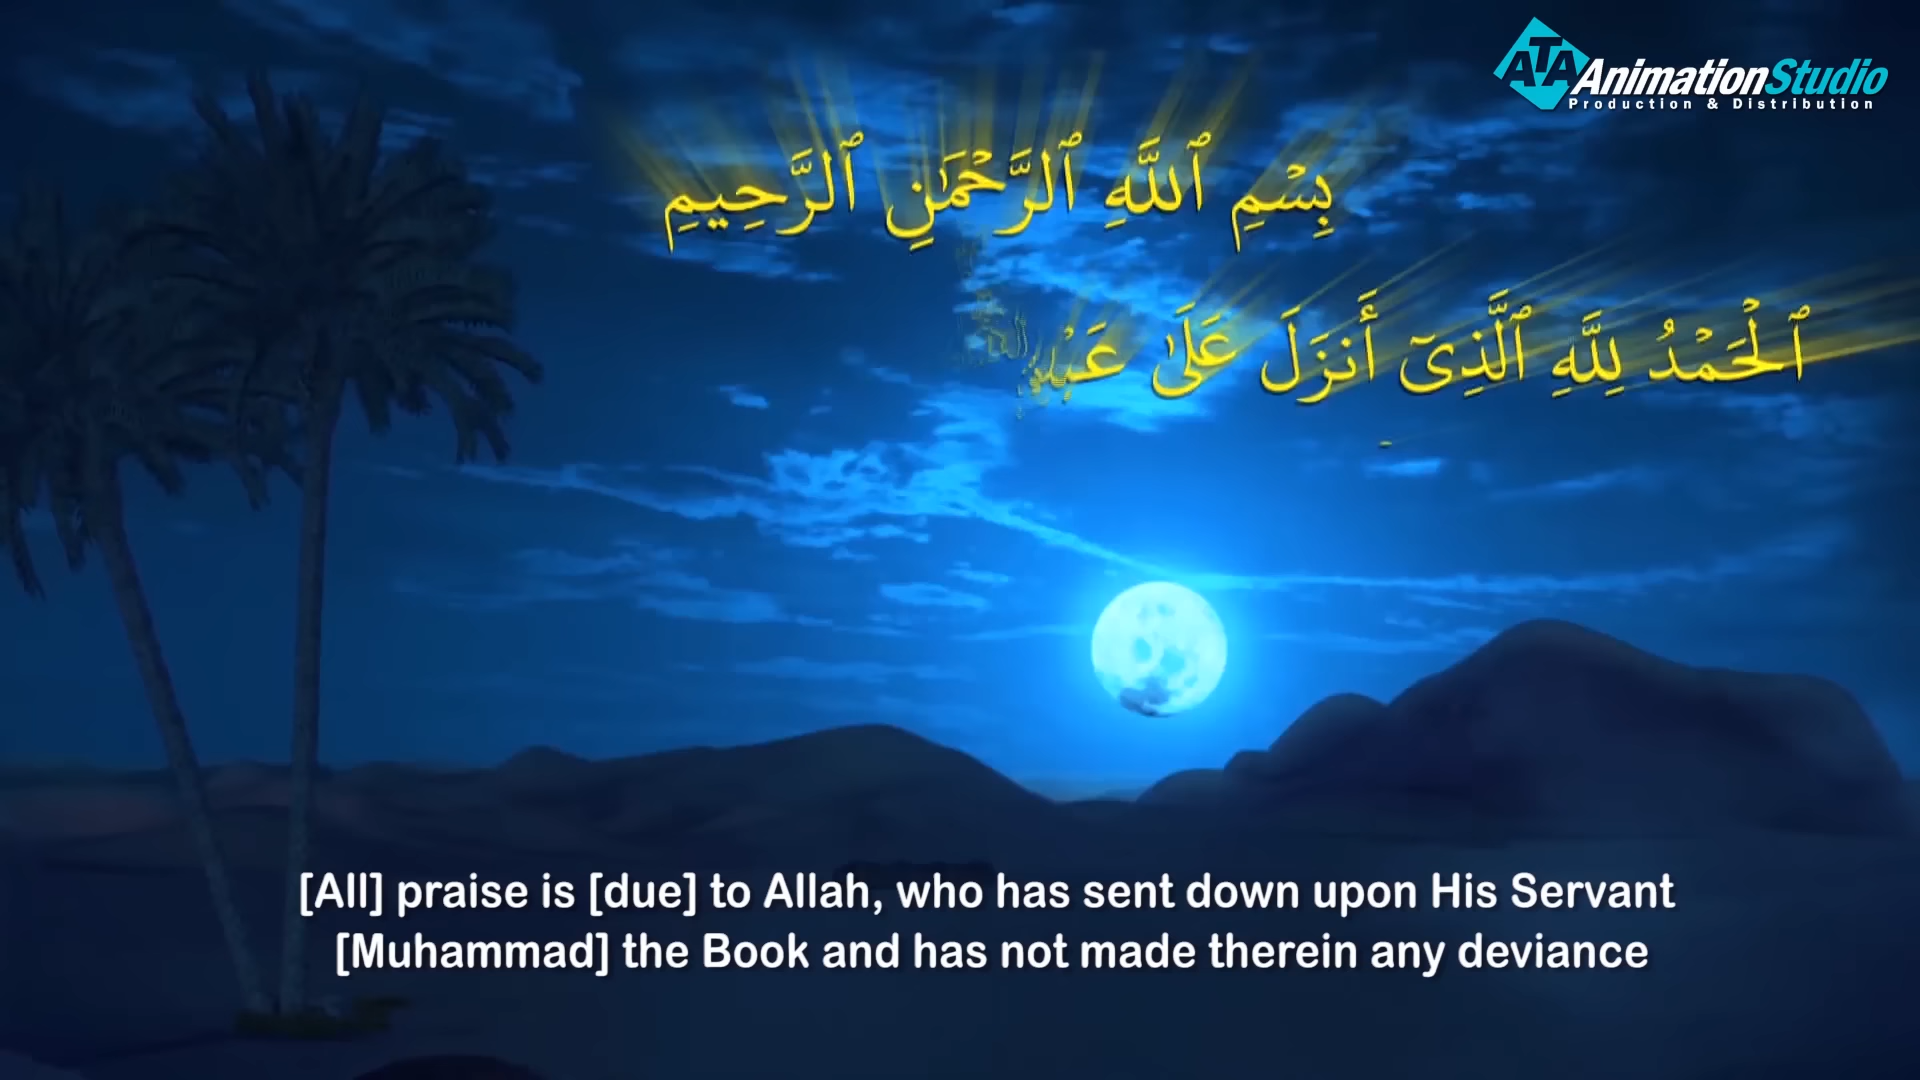 ATA AnimationStudio
Production & Distribution
بِسْمِ ٱللَّهِ ٱلرَّحْمَٰنِ ٱلرَّحِيمِ
ٱلْحَمْدُ لِلَّهِ ٱلَّذِىٓ أَنزَلَ عَلَىٰ
[All] praise is [due] to Allah, who has sent down upon His Servant
[Muhammad] the Book and has not made therein any deviance